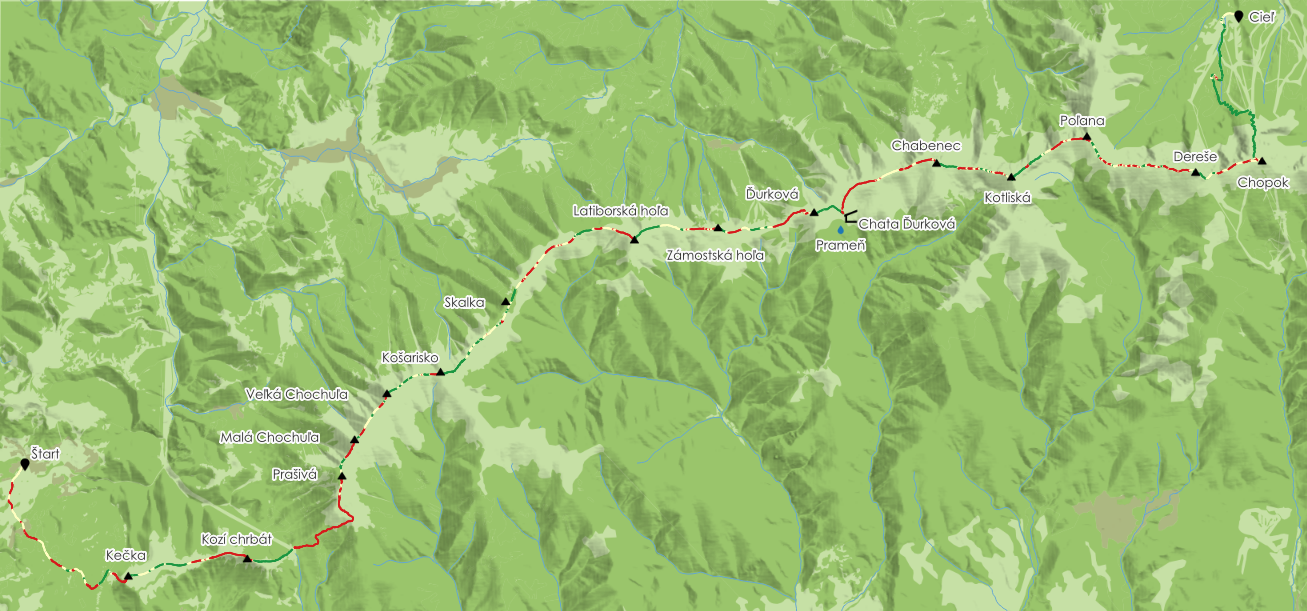 Cieľ
Poľana
Chabenec
Dereše
Chopok
Ďurková
Kotliská
Latiborská hoľa
Chata Ďurková
Prameň
Zámostská hoľa
Skalka
Košarisko
Veľká Chochuľa
Malá Chochuľa
Štart
Prašivá
Kozí chrbát
Kečka